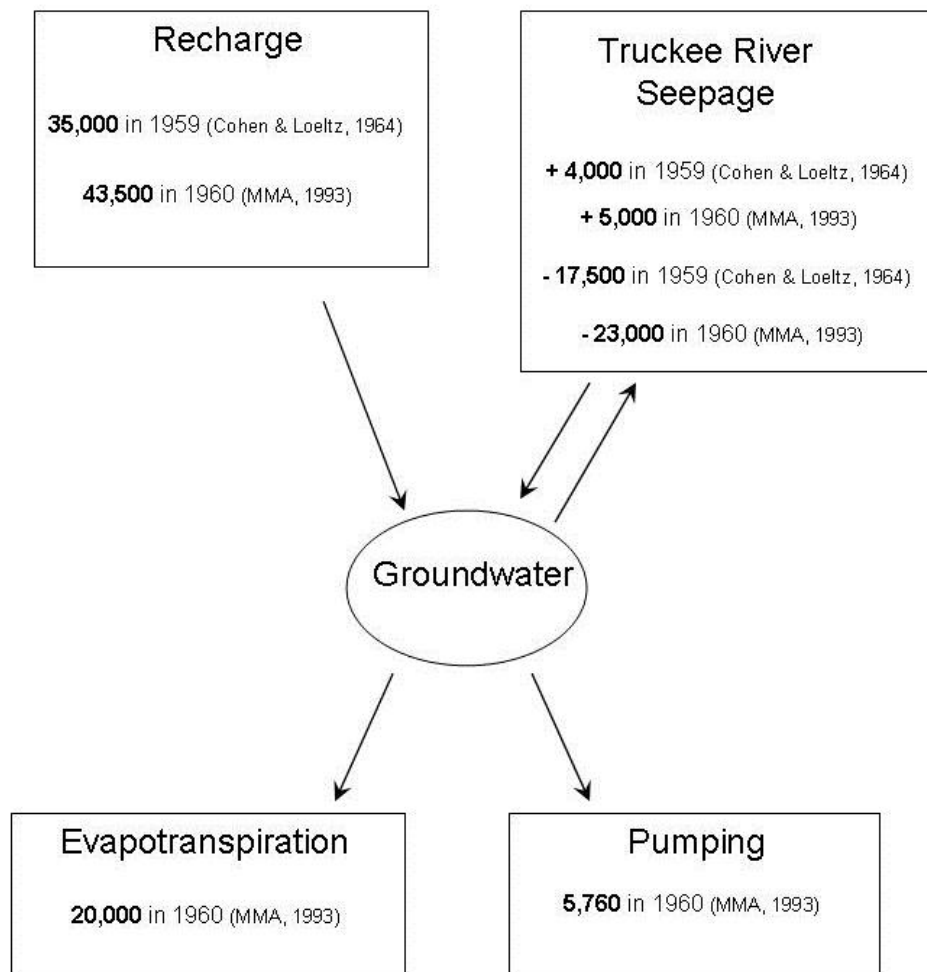 Recharge
35,000 in 1959 (Cohen & Loeltz, 1964)
43,500 in 1960 (MMA, 1993)
Truckee River
Seepage
+ 4,000 in 1959 (Cohen & Loeltz, 1964)
+ 5,000 in 1960 (MMA, 1993)
- 17,500 in 1959 (Cohen & Loeltz, 1964)
- 23,000 in 1960 (MMA, 1993)
Groundwater
Evapotranspiration
20,000 in 1960 (MMA, 1993)
Pumping
5,760 in 1960 (MMA, 1993)